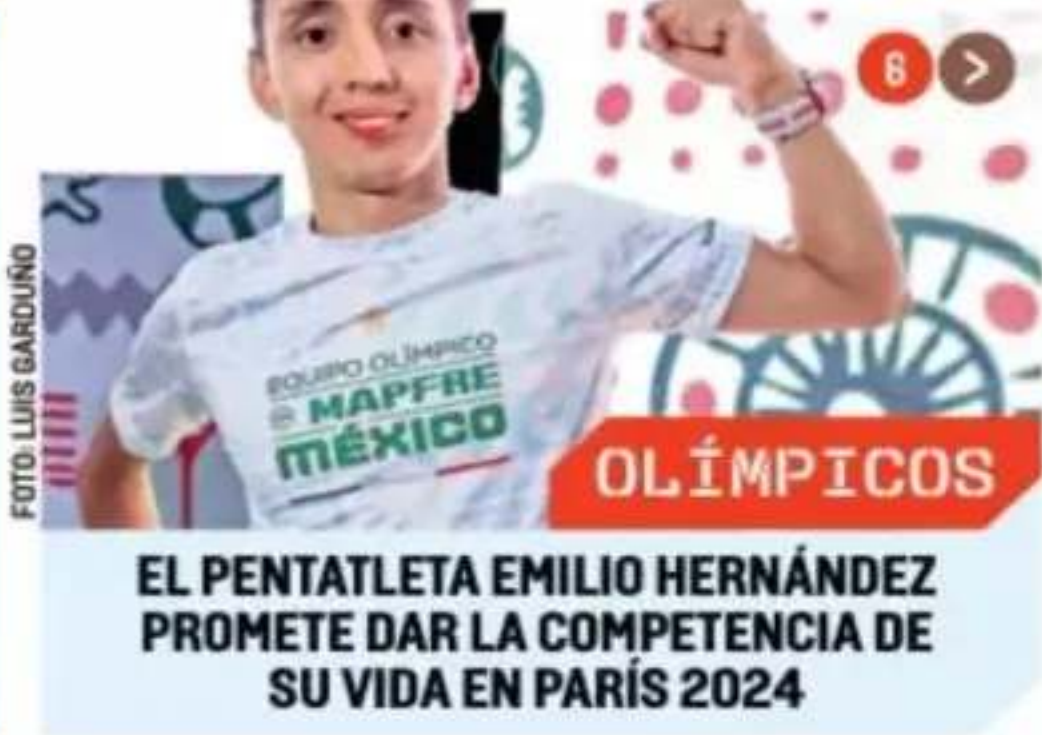 8 >
FOTO: LUIS GARDUÑO
EQUIPO OLÍMPICO
MAPFRE
MÉXICO
OLÍMPICOS
EL PENTATLETA EMILIO HERNÁNDEZ
PROMETE DAR LA COMPETENCIA DE
SU VIDA EN PARÍS 2024